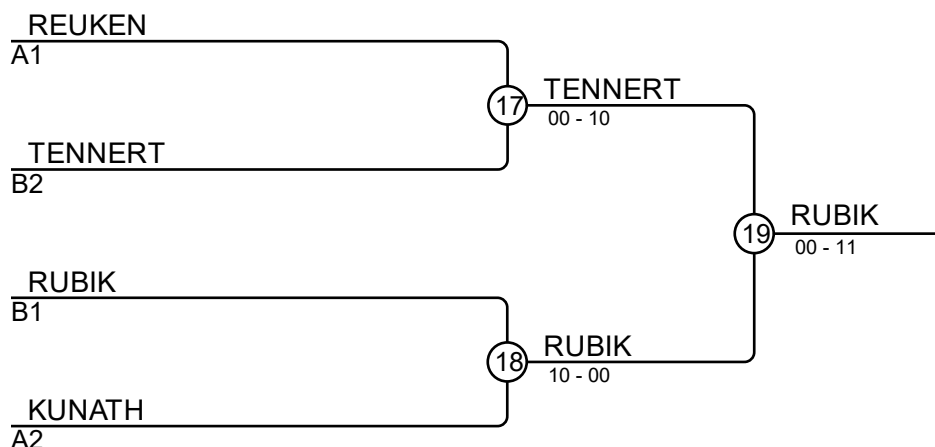 REUKEN
A1
17
TENNERT
00 - 10
TENNERT
B2
19
RUBIK
00 - 11
RUBIK
B1
18
RUBIK
10 - 00
KUNATH
A2